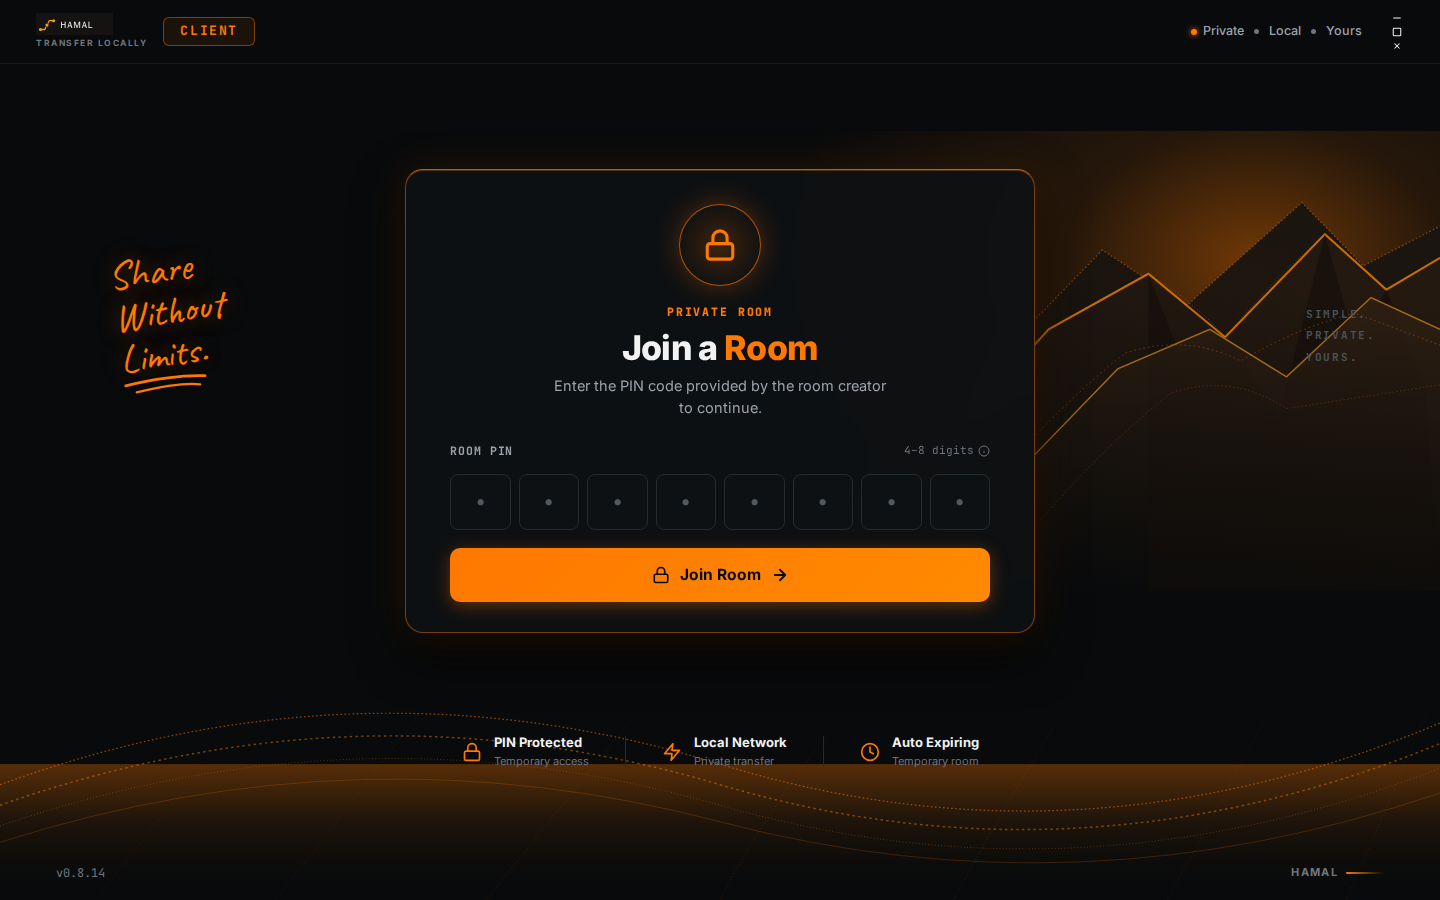 HAMAL
TRANSFER LOCALLY
CLIENT
Private • Local • Yours
Share
Without
Limits.
PRIVATE ROOM
Join a Room
Enter the PIN code provided by the room creator
to continue.
SIMPLE.
PRIVATE.
YOURS.
ROOM PIN
4–8 digits
Join Room →
PIN Protected
Temporary access
Local Network
Private transfer
Auto Expiring
Temporary room
v0.8.14
HAMAL